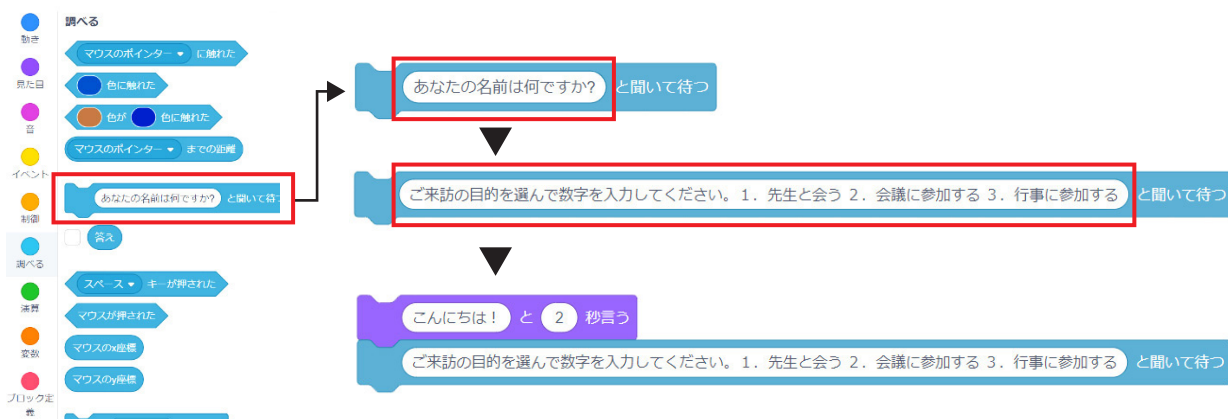 動き
見た目
音
イベント
制御
調べる
演算
変数
ブロック定
義
調べる
マウスのポインター に触れた
色に触れた
色が 色に触れた
マウスのポインター までの距離
あなたの名前は何ですか? と聞いて待
答え
スペース キーが押された
マウスが押された
マウスのx座標
マウスのy座標
あなたの名前は何ですか? と聞いて待つ
ご来訪の目的を選んで数字を入力してください。1. 先生と会う 2. 会議に参加する 3. 行事に参加する と聞いて待つ
こんにちは! と 2 秒言う
ご来訪の目的を選んで数字を入力してください。1. 先生と会う 2. 会議に参加する 3. 行事に参加する と聞いて待つ